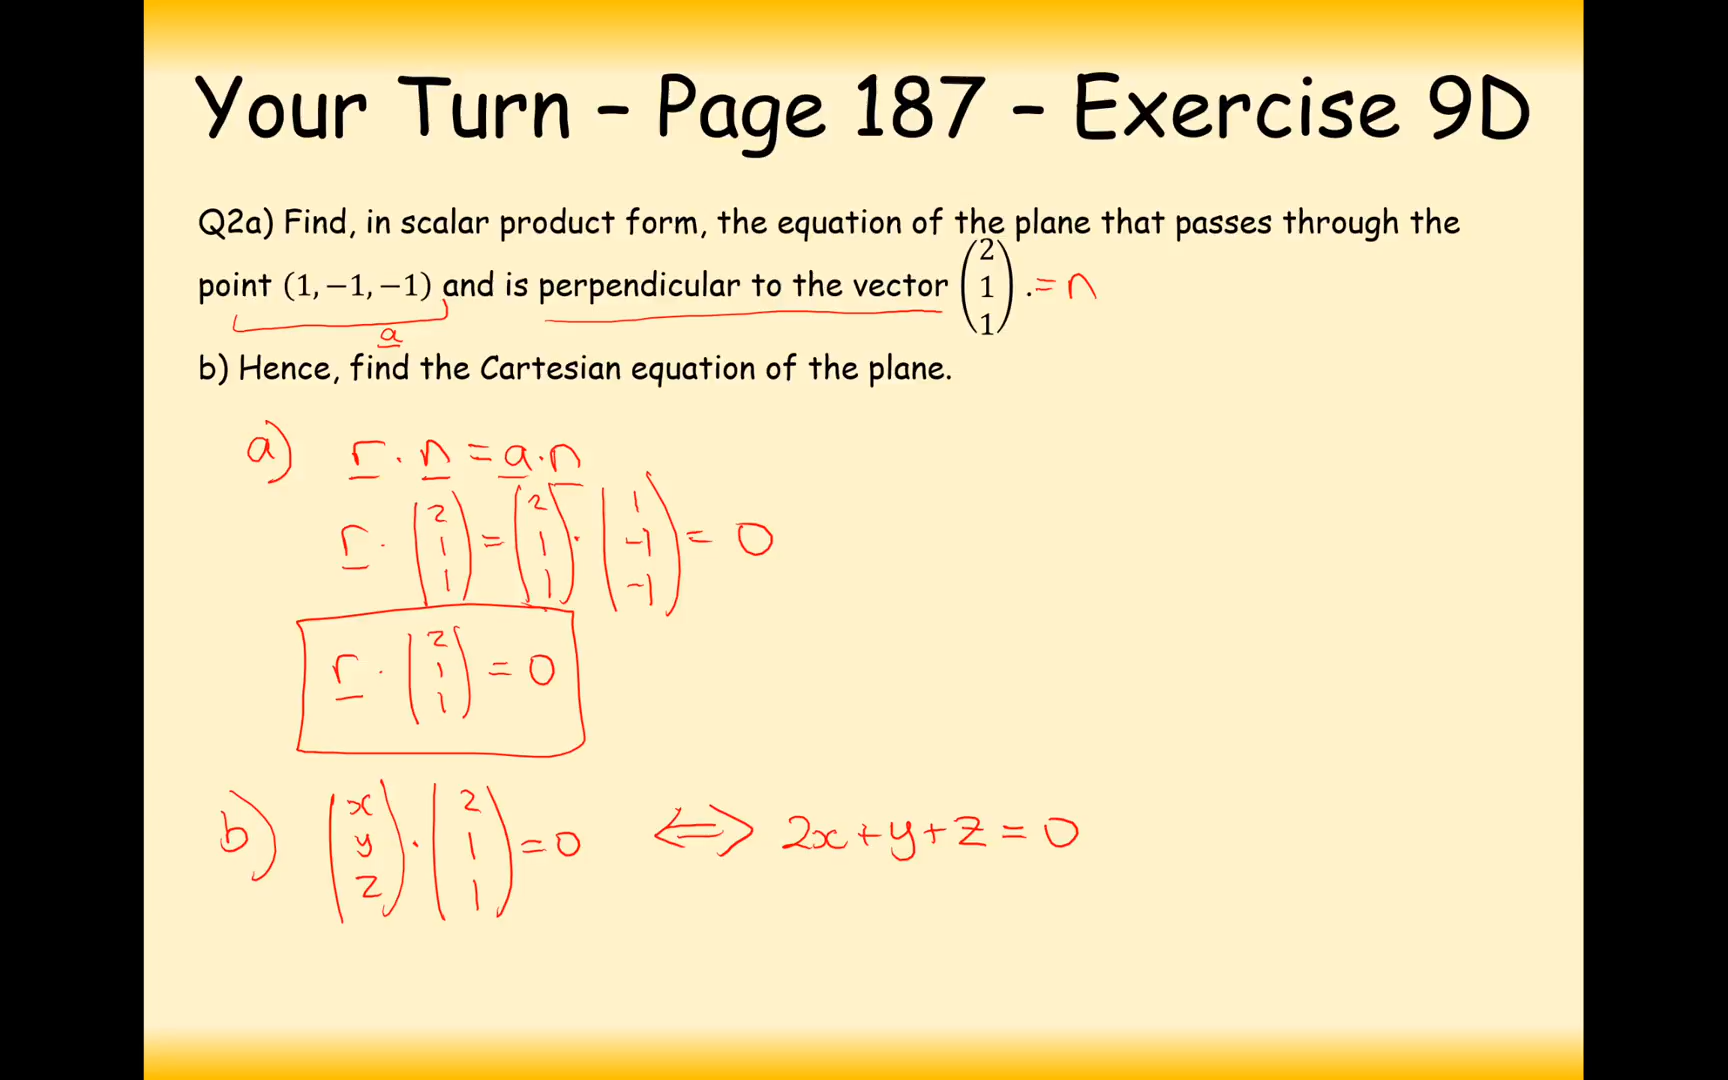 Your Turn – Page 187 – Exercise 9D
Q2a) Find, in scalar product form, the equation of the plane that passes through the
point (1, −1, −1) and is perpendicular to the vector (2 1 1) . = n
a
b) Hence, find the Cartesian equation of the plane.
a) r · n = a · n
r · (2 1 1) = (2 1 1) · (1 -1 -1) = 0
r · (2 1 1) = 0
b) (x y z) · (2 1 1) = 0 ⟺ 2x + y + z = 0